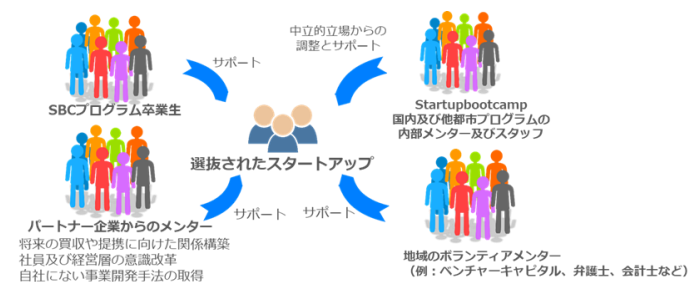 サポート
SBCプログラム卒業生
中立的立場からの
調整とサポート
Startupbootcamp
国内及び他都市プログラムの
内部メンター及びスタッフ
選抜されたスタートアップ
パートナー企業からのメンター
将来の買収や提携に向けた関係構築
社員及び経営層の意識改革
自社にない事業開発手法の取得
サポート
サポート
地域のボランティアメンター
（例：ベンチャーキャピタル、弁護士、会計士など）